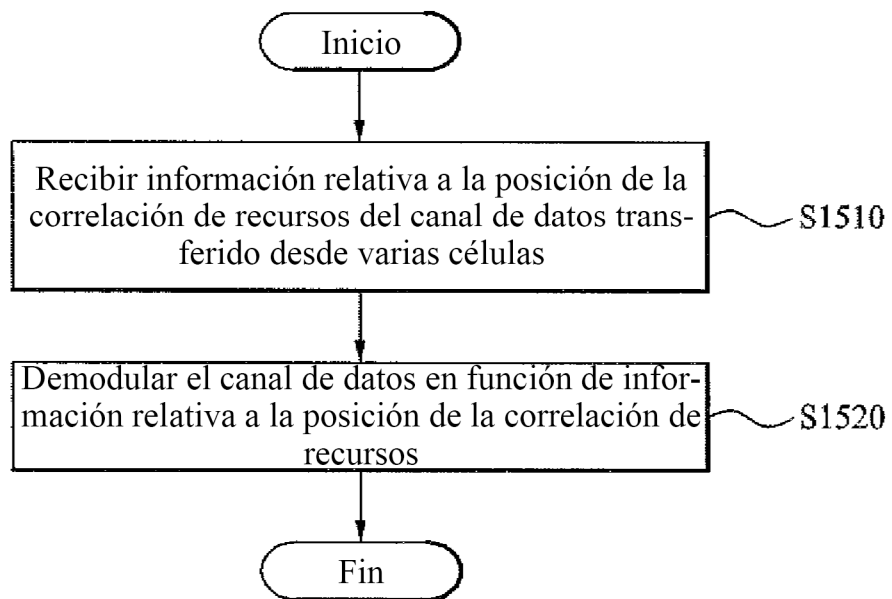 Inicio
Recibir información relativa a la posición de la
correlación de recursos del canal de datos trans-
ferido desde varias células
S1510
Demodular el canal de datos en función de infor-
mación relativa a la posición de la correlación de
recursos
S1520
Fin